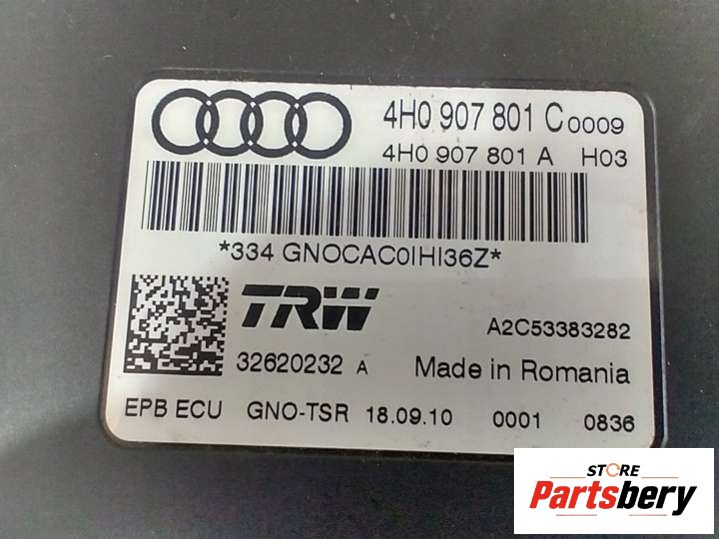 4H0 907 801 C 0009
4H0 907 801 A H03
*334 GNOCAC0IHI36Z*
TRW
A2C53383282
32620232 A Made in Romania
EPB ECU GNO-TSR 18.09.10 0001 0836
STORE
Partsbery